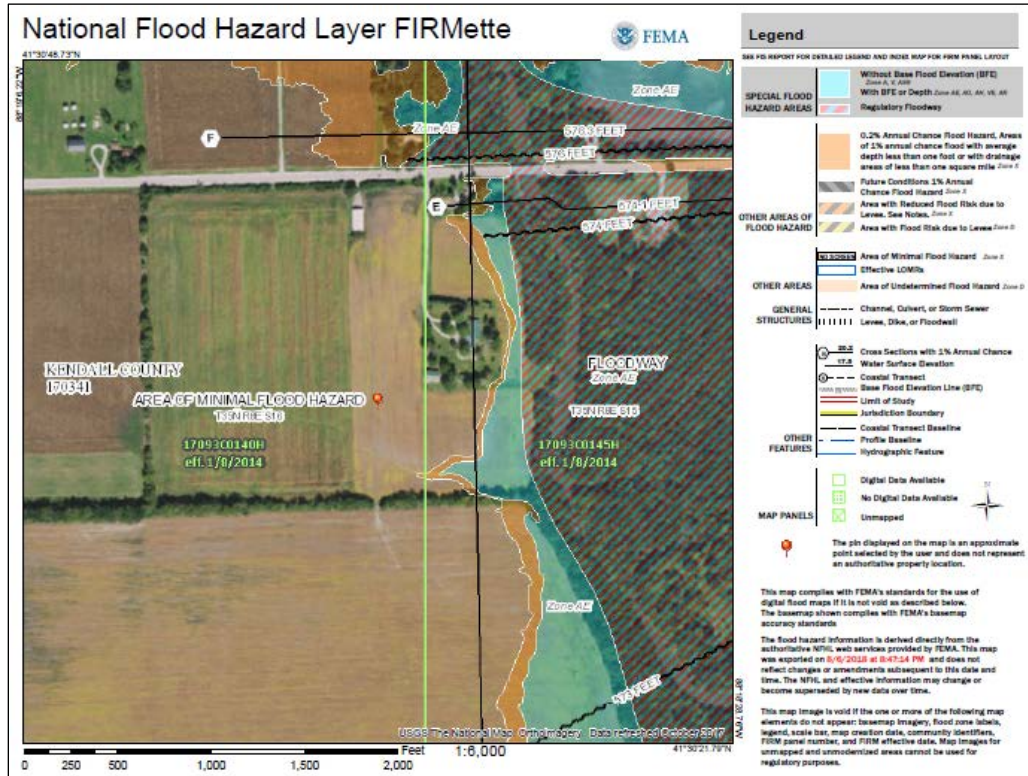 National Flood Hazard Layer FIRMette
FEMA
Legend
SEE FIS REPORT FOR DETAILED LEGEND AND INDEX MAP FOR FIRM PANEL LAYOUT
41°30'48.73"N
Zone AE
F
578.3 FEET
576 FEET
E
574.4 FEET
574 FEET
KENDALL COUNTY
170341
AREA OF MINIMAL FLOOD HAZARD
FLOODWAY
Zone AE
17093C0140H
eff. 1/8/2014
17093C0145H
eff. 1/8/2014
Zone AE
573 FEET
USGS The National Map: Orthoimagery. Data refreshed October 2017
0 250 500 1,000 1,500 2,000 Feet
1:6,000
41°30'21.79"N
SPECIAL FLOOD
HAZARD AREAS
Without Base Flood Elevation (BFE)
With BFE or Depth Zone AE, AO, AH, VE, AR
Regulatory Floodway
OTHER AREAS OF
FLOOD HAZARD
0.2% Annual Chance Flood Hazard, Areas
of 1% annual chance flood with average
depth less than one foot or with drainage
areas of less than one square mile Zone X
Future Conditions 1% Annual
Chance Flood Hazard Zone X
Area with Reduced Flood Risk due to
Levee. See Notes. Zone X
Area with Flood Risk due to Levee Zone D
OTHER AREAS
NO SCREEN Area of Minimal Flood Hazard Zone X
Effective LOMRs
Area of Undetermined Flood Hazard Zone D
GENERAL
STRUCTURES
Channel, Culvert, or Storm Sewer
Levee, Dike, or Floodwall
OTHER
FEATURES
20.2 Cross Sections with 1% Annual Chance
17.5 Water Surface Elevation
Coastal Transect
Base Flood Elevation Line (BFE)
Limit of Study
Jurisdiction Boundary
Coastal Transect Baseline
Profile Baseline
Hydrographic Feature
MAP PANELS
Digital Data Available
No Digital Data Available
Unmapped
The pin displayed on the map is an approximate
point selected by the user and does not represent
an authoritative property location.
This map complies with FEMA's standards for the use of
digital flood maps if it is not void as described below.
The basemap shown complies with FEMA's basemap
accuracy standards
The flood hazard information is derived directly from the
authoritative NFHL web services provided by FEMA. This map
was exported on 8/6/2018 at 8:47:14 PM and does not
reflect changes or amendments subsequent to this date and
time. The NFHL and effective information may change or
become superseded by new data over time.
This map image is void if the one or more of the following map
elements do not appear: basemap imagery, flood zone labels,
legend, scale bar, map creation date, community identifiers,
FIRM panel number, and FIRM effective date. Map images for
unmapped and unmodernized areas cannot be used for
regulatory purposes.